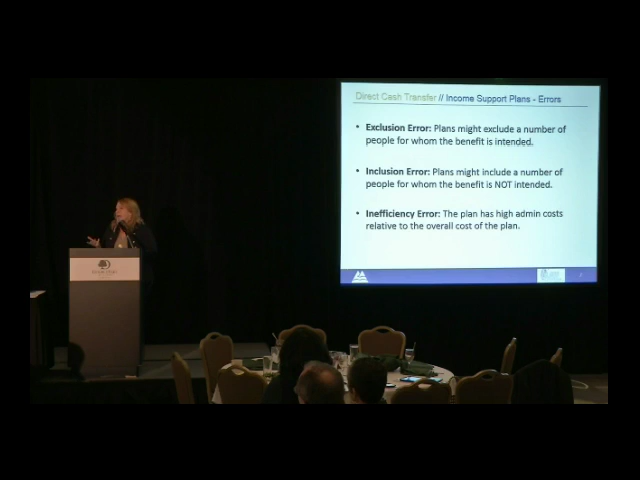 Direct Cash Transfer // Income Support Plans - Errors
• Exclusion Error: Plans might exclude a number of
people for whom the benefit is intended.
• Inclusion Error: Plans might include a number of
people for whom the benefit is NOT intended.
• Inefficiency Error: The plan has high admin costs
relative to the overall cost of the plan.